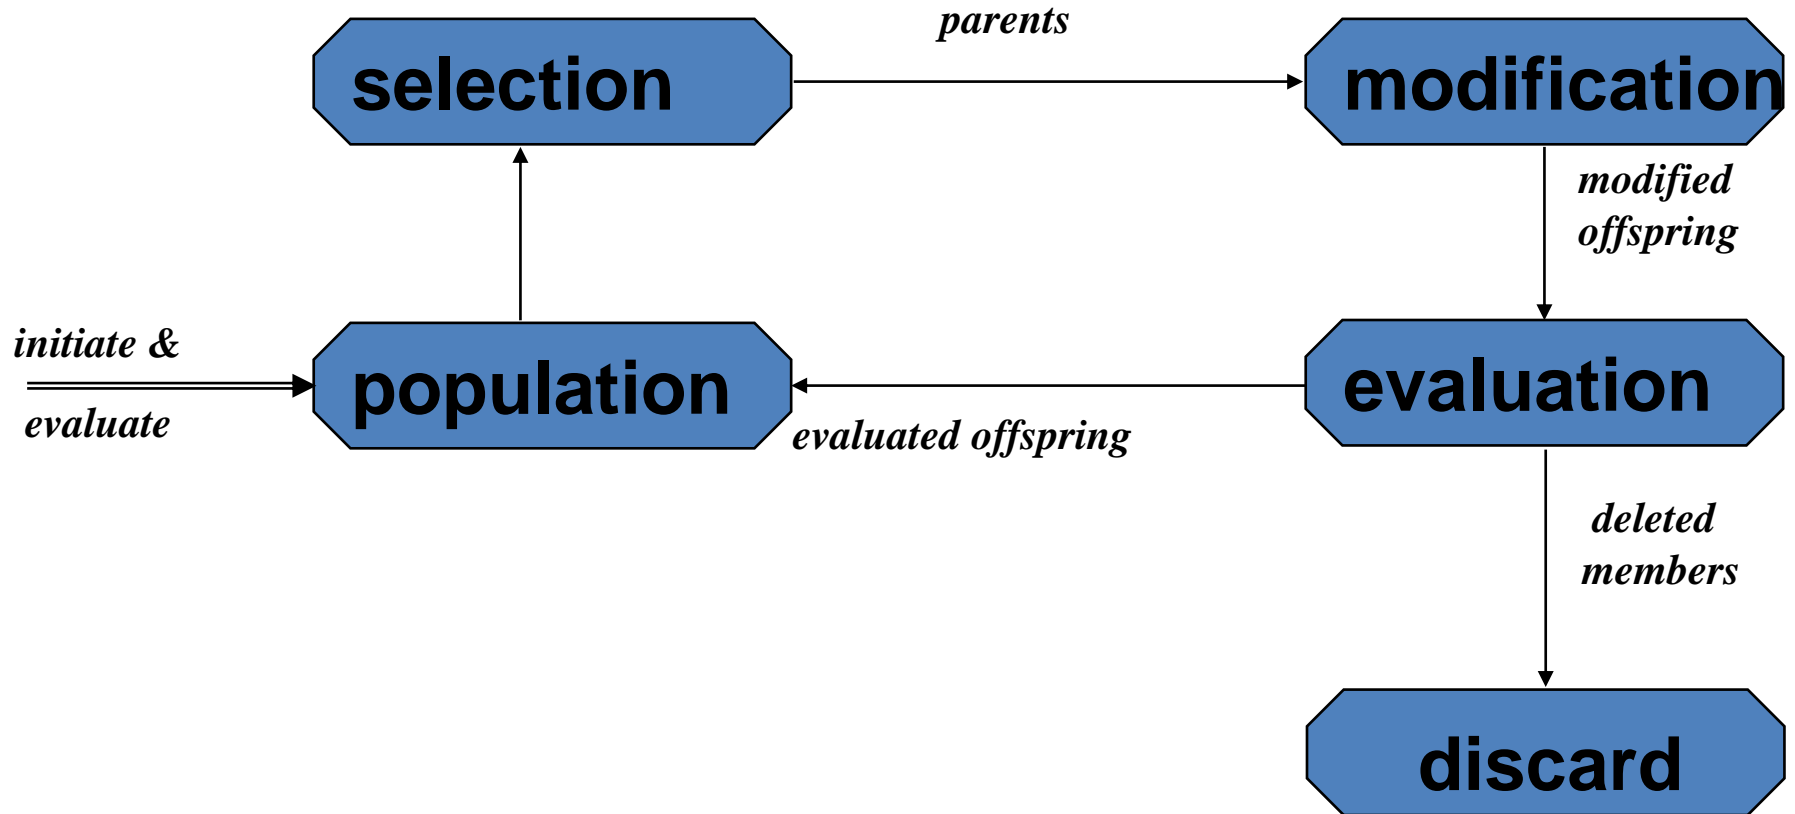 parents
selection
modification
modified
offspring
initiate &
evaluate
population
evaluated offspring
evaluation
deleted
members
discard